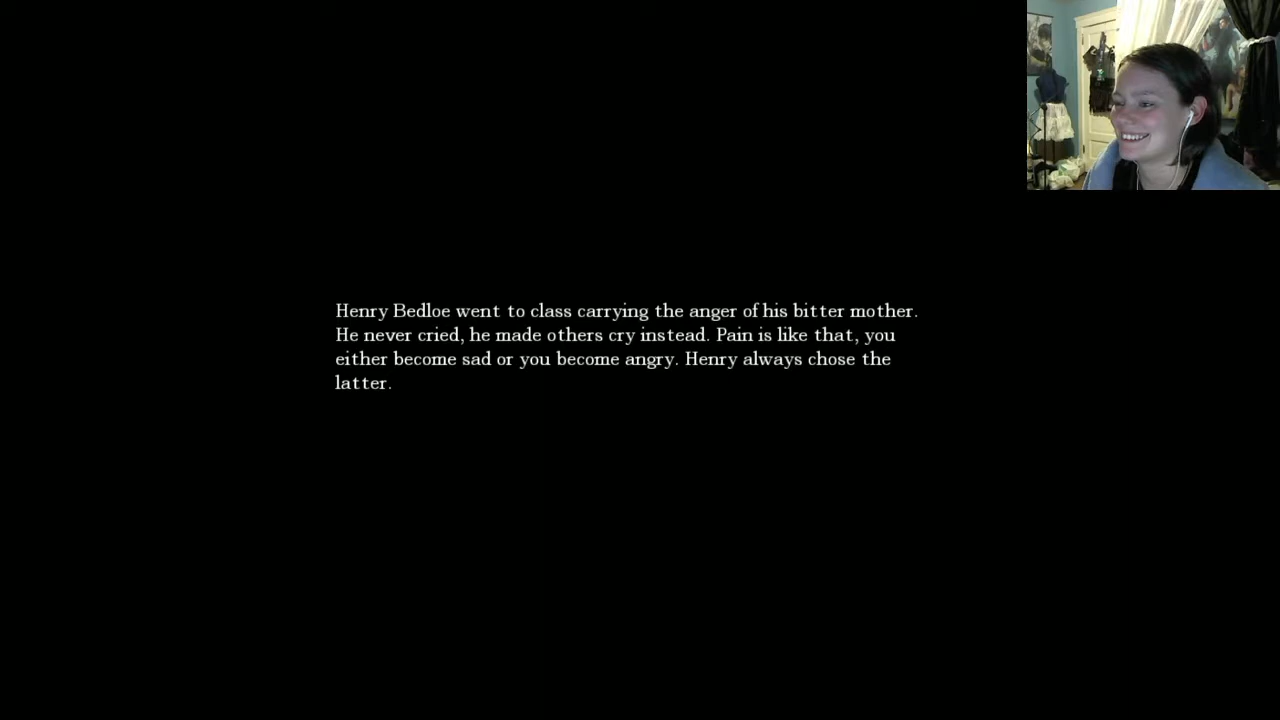 Henry Bedloe went to class carrying the anger of his bitter mother.
He never cried, he made others cry instead. Pain is like that, you
either become sad or you become angry. Henry always chose the
latter.